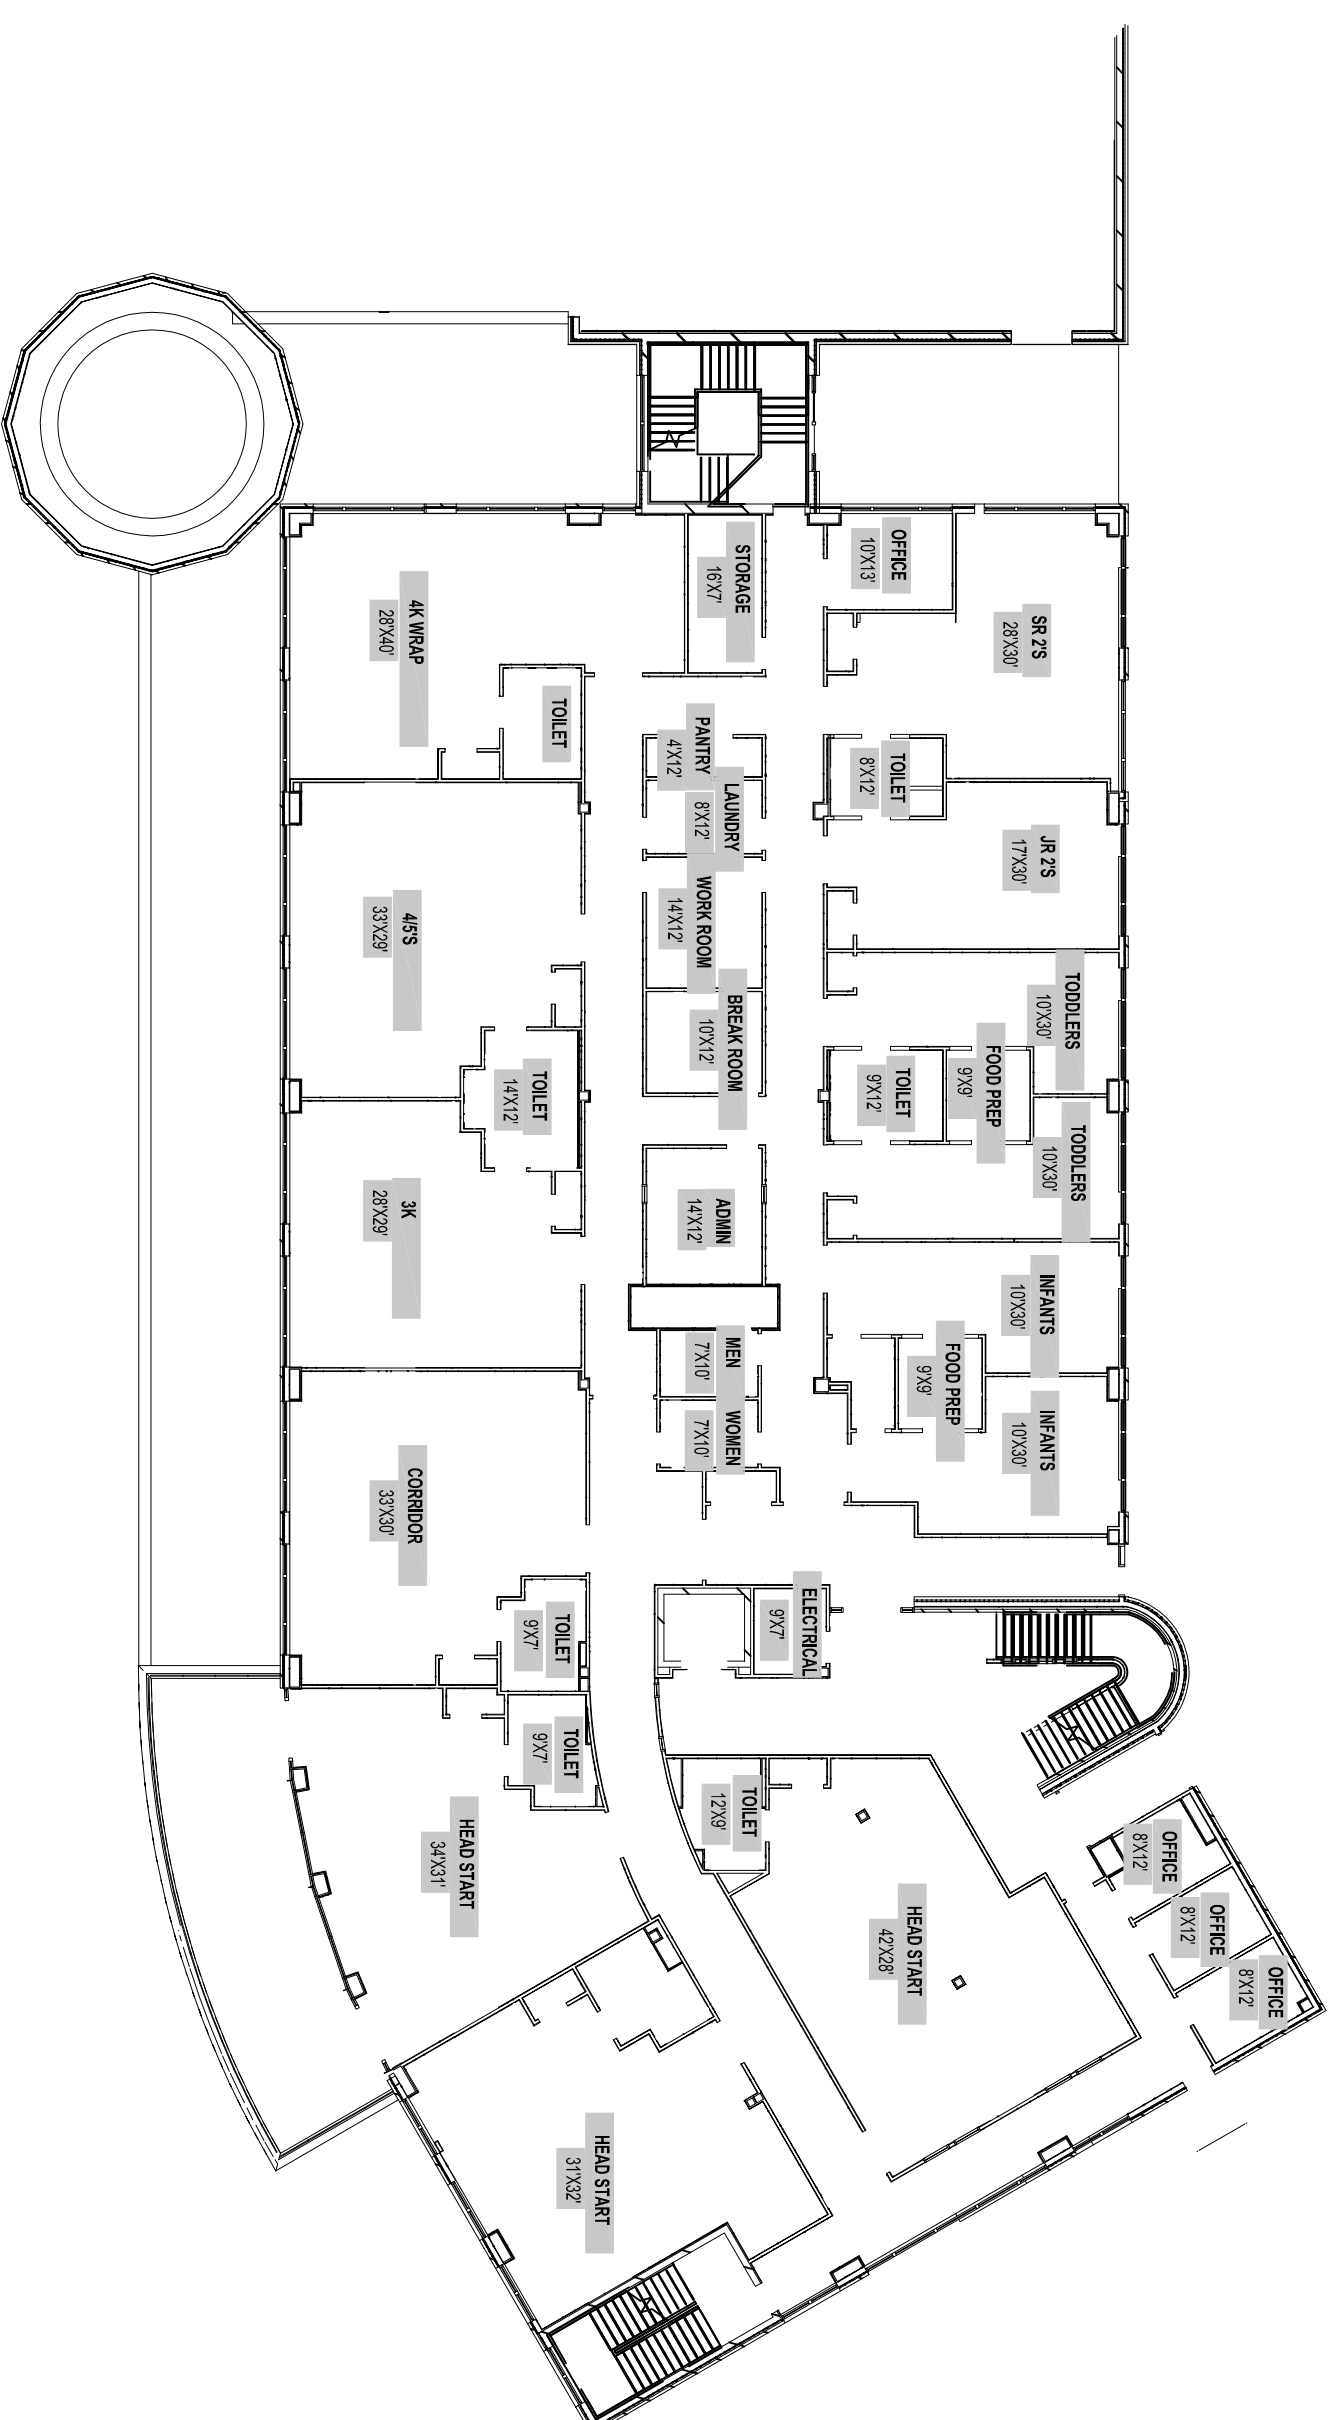 OFFICE
10'X13'
SR 2'S
28'X30'
STORAGE
16'X7'
4K WRAP
28'X40'
TOILET
PANTRY
4'X12'
LAUNDRY
8'X12'
TOILET
8'X12'
JR 2'S
17'X30'
4/5'S
33'X29'
WORK ROOM
14'X12'
BREAK ROOM
10'X12'
TODDLERS
10'X30'
FOOD PREP
9'X9'
TOILET
9'X12'
TOILET
14'X12'
TODDLERS
10'X30'
3K
28'X29'
ADMIN
14'X12'
INFANTS
10'X30'
MEN
7'X10'
FOOD PREP
9'X9'
WOMEN
7'X10'
INFANTS
10'X30'
CORRIDOR
33'X30'
ELECTRICAL
9'X7'
TOILET
9'X7'
TOILET
9'X7'
TOILET
12'X9'
HEAD START
34'X31'
HEAD START
42'X28'
OFFICE
8'X12'
OFFICE
8'X12'
OFFICE
8'X12'
HEAD START
31'X32'